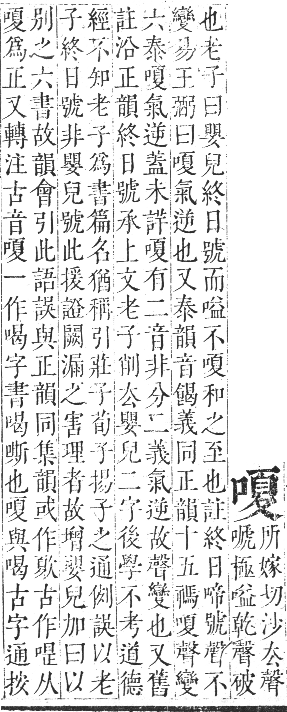 嗄所嫁切沙厺聲
嗁極嗌乾聲破
也老子曰嬰兒終日號而嗌不嗄和之至也註終日啼號聲不
變易王弼曰嗄氣逆也又泰韻音餲義同正韻十五禡嗄聲變
六泰嗄氣逆蓋未詳嗄有二音非分二義氣逆故聲變也又舊
註沿正韻終日號承上文老子削厺嬰兒二字後學不考道德
經不知老子爲書篇名猶稱引莊子荀子揚子之通例誤以老
子終日號非嬰兒號此援證闕漏之害理者故增嬰兒加曰以
別之六書故韻會引此語誤與正韻同集韻或作古作从
嗄爲正又轉注古音嗄一作喝字書喝嘶也嗄與喝古字通按